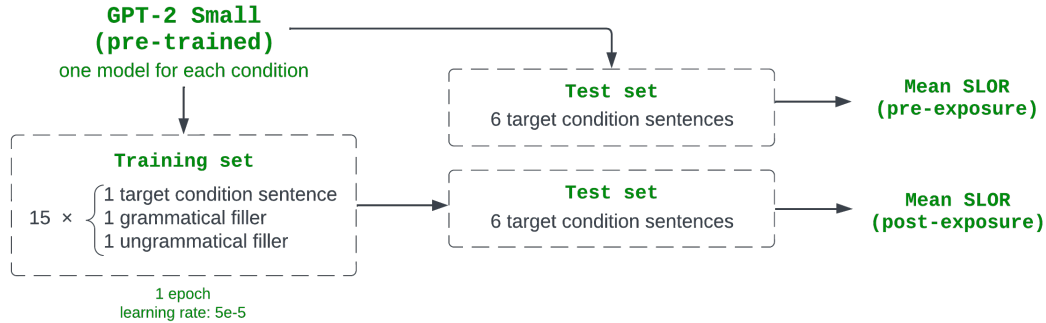 GPT-2 Small
(pre-trained)
one model for each condition
Training set
15 ×
1 target condition sentence
1 grammatical filler
1 ungrammatical filler
1 epoch
learning rate: 5e-5
Test set
6 target condition sentences
Mean SLOR
(pre-exposure)
Test set
6 target condition sentences
Mean SLOR
(post-exposure)